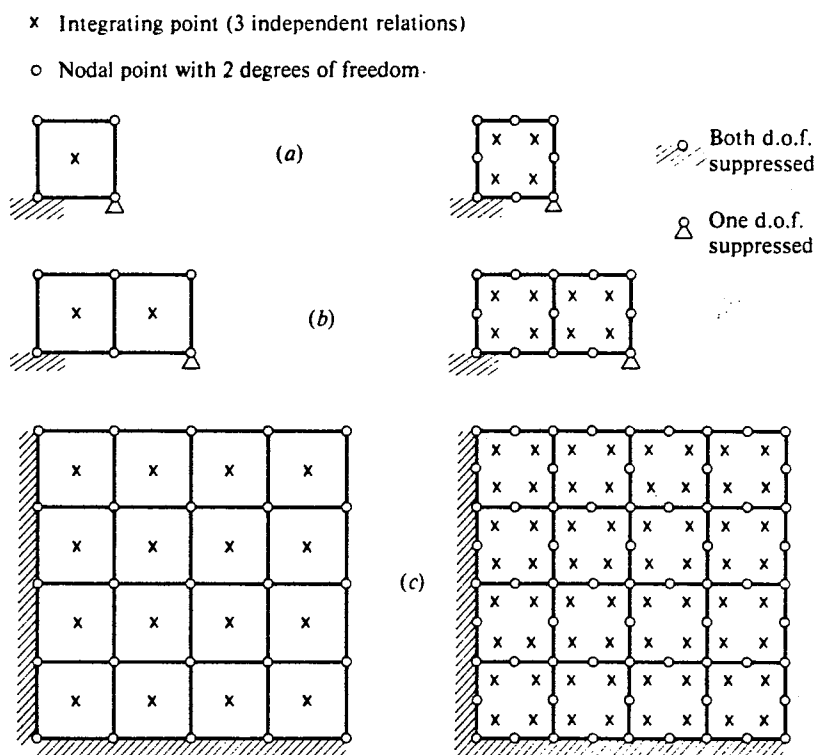 x Integrating point (3 independent relations)
o Nodal point with 2 degrees of freedom.
(a)
Both d.o.f.
suppressed
One d.o.f.
suppressed
(b)
(c)